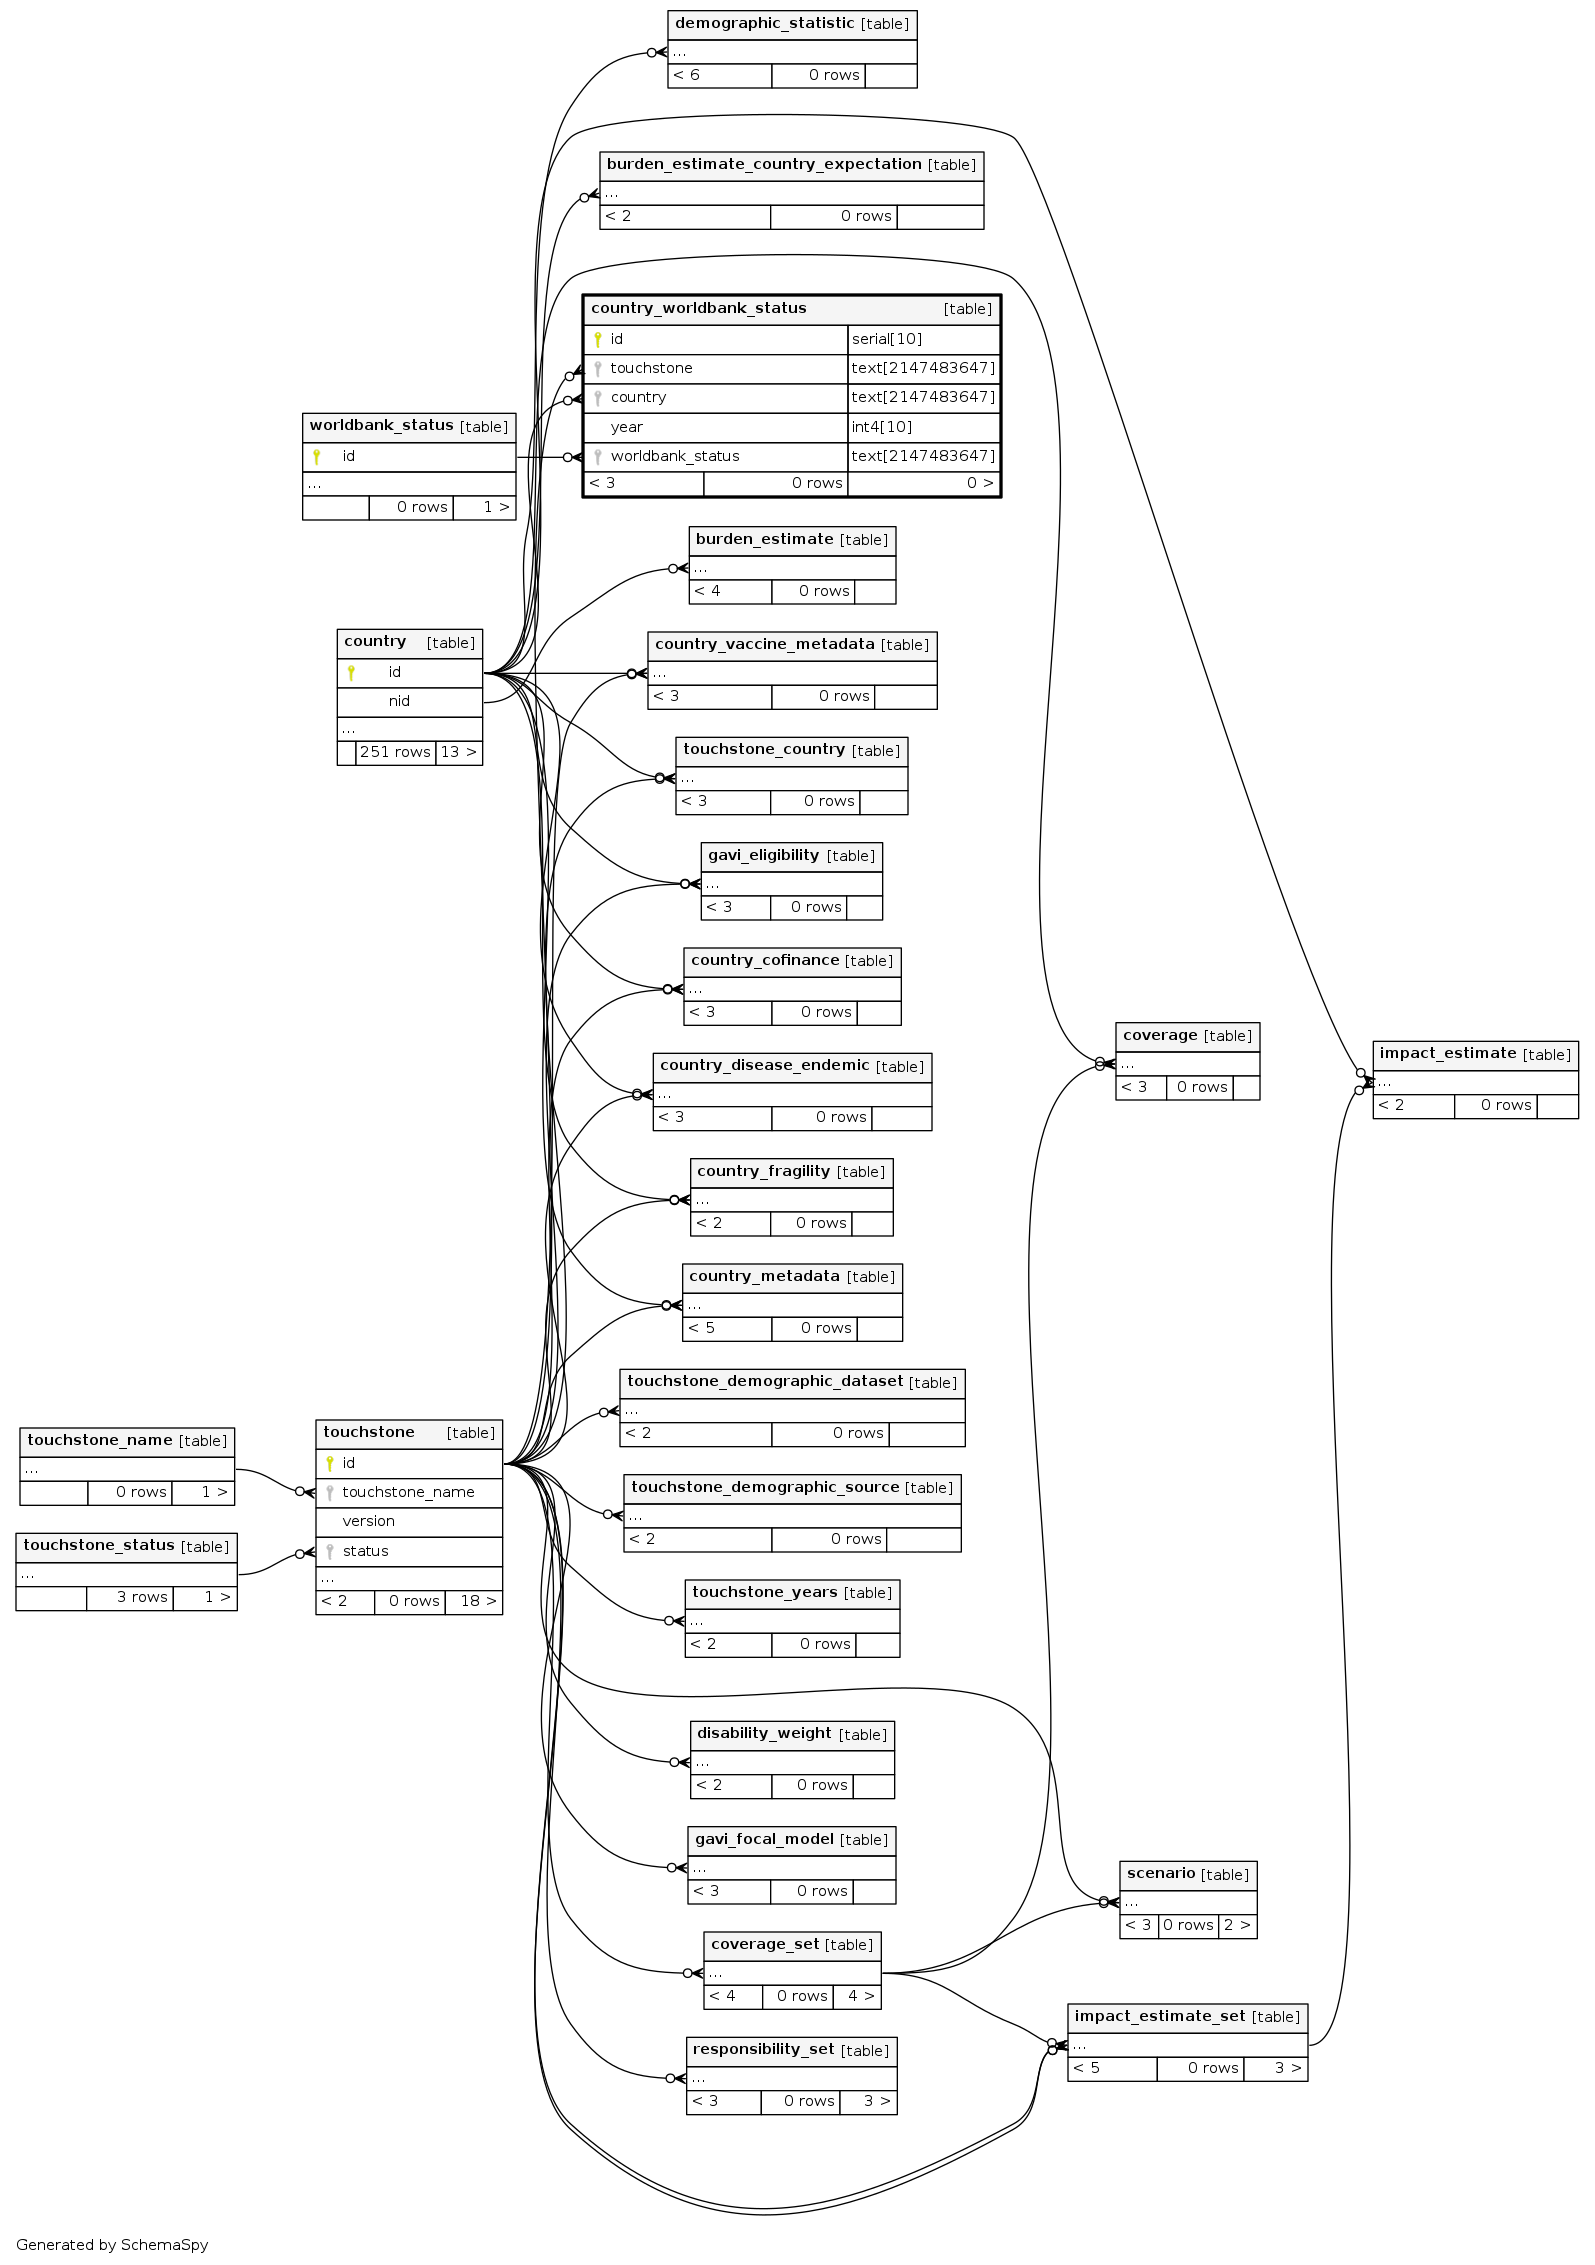 demographic_statistic [table]
...
< 6 0 rows
burden_estimate_country_expectation [table]
...
< 2 0 rows
country_worldbank_status [table]
id serial[10]
touchstone text[2147483647]
country text[2147483647]
year int4[10]
worldbank_status text[2147483647]
< 3 0 rows 0 >
worldbank_status [table]
id
...
0 rows 1 >
burden_estimate [table]
...
< 4 0 rows
country [table]
id
nid
...
251 rows 13 >
country_vaccine_metadata [table]
...
< 3 0 rows
touchstone_country [table]
...
< 3 0 rows
gavi_eligibility [table]
...
< 3 0 rows
country_cofinance [table]
...
< 3 0 rows
coverage [table]
...
< 3 0 rows
impact_estimate [table]
...
< 2 0 rows
country_disease_endemic [table]
...
< 3 0 rows
country_fragility [table]
...
< 2 0 rows
country_metadata [table]
...
< 5 0 rows
touchstone_demographic_dataset [table]
...
< 2 0 rows
touchstone_name [table]
...
0 rows 1 >
touchstone_status [table]
...
3 rows 1 >
touchstone [table]
id
touchstone_name
version
status
...
< 2 0 rows 18 >
touchstone_demographic_source [table]
...
< 2 0 rows
touchstone_years [table]
...
< 2 0 rows
disability_weight [table]
...
< 2 0 rows
gavi_focal_model [table]
...
< 3 0 rows
scenario [table]
...
< 3 0 rows 2 >
coverage_set [table]
...
< 4 0 rows 4 >
impact_estimate_set [table]
...
< 5 0 rows 3 >
responsibility_set [table]
...
< 3 0 rows 3 >
Generated by SchemaSpy